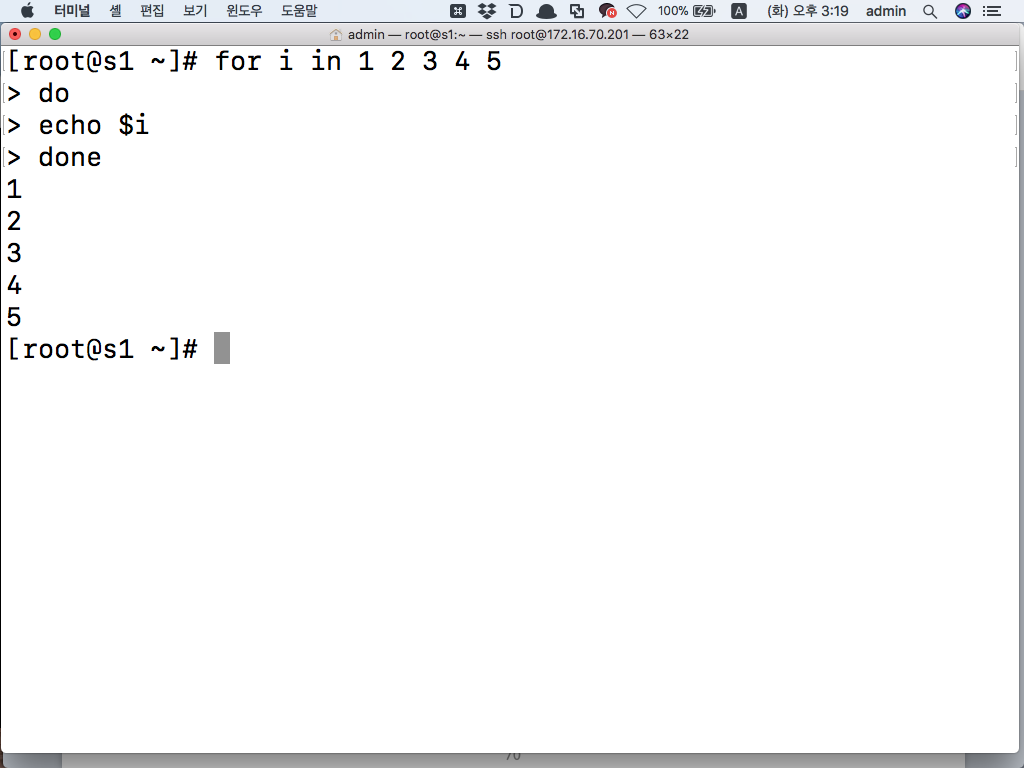 터미널 셸 편집 보기 윈도우 도움말 100% A (화) 오후 3:19 admin
admin — root@s1:~ — ssh root@172.16.70.201 — 63×22
[root@s1 ~]# for i in 1 2 3 4 5
> do
> echo $i
> done
1
2
3
4
5
[root@s1 ~]#